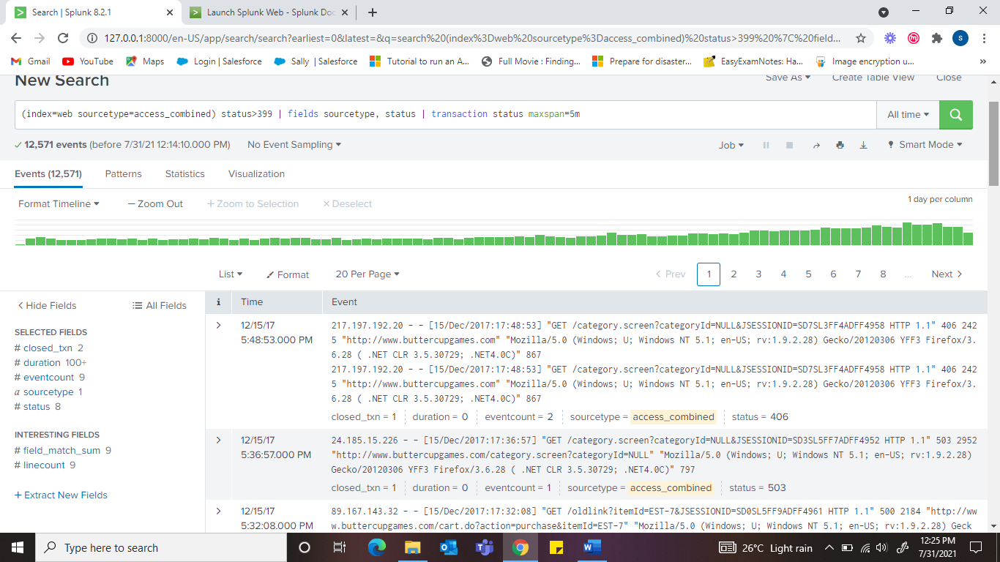 Search | Splunk 8.2.1
Launch Splunk Web - Splunk Doc
127.0.0.1:8000/en-US/app/search/search?earliest=0&latest=&q=search%20(index%3Dweb%20sourcetype%3Daccess_combined)%20status>399%20%7C%20field...
S
Gmail YouTube Maps Login | Salesforce Sally | Salesforce Tutorial to run an A... Full Movie : Finding... Prepare for disaster... EasyExamNotes: Ha... Image encryption u... »
New Search Save As Create Table View Close
(index=web sourcetype=access_combined) status>399 | fields sourcetype, status | transaction status maxspan=5m All time
12,571 events (before 7/31/21 12:14:10.000 PM) No Event Sampling Job Smart Mode
Events (12,571) Patterns Statistics Visualization
Format Timeline — Zoom Out + Zoom to Selection × Deselect 1 day per column
List Format 20 Per Page < Prev 1 2 3 4 5 6 7 8 ... Next >
< Hide Fields All Fields
SELECTED FIELDS
# closed_txn 2
# duration 100+
# eventcount 9
a sourcetype 1
# status 8
INTERESTING FIELDS
# field_match_sum 9
# linecount 9
+ Extract New Fields
i Time Event
> 12/15/17
5:48:53.000 PM
217.197.192.20 - - [15/Dec/2017:17:48:53] "GET /category.screen?categoryId=NULL&JSESSIONID=SD7SL3FF4ADFF4958 HTTP 1.1" 406 242
5 "http://www.buttercupgames.com" "Mozilla/5.0 (Windows; U; Windows NT 5.1; en-US; rv:1.9.2.28) Gecko/20120306 YFF3 Firefox/3.
6.28 ( .NET CLR 3.5.30729; .NET4.0C)" 867
217.197.192.20 - - [15/Dec/2017:17:48:53] "GET /category.screen?categoryId=NULL&JSESSIONID=SD7SL3FF4ADFF4958 HTTP 1.1" 406 242
5 "http://www.buttercupgames.com" "Mozilla/5.0 (Windows; U; Windows NT 5.1; en-US; rv:1.9.2.28) Gecko/20120306 YFF3 Firefox/3.
6.28 ( .NET CLR 3.5.30729; .NET4.0C)" 867
closed_txn = 1 duration = 0 eventcount = 2 sourcetype = access_combined status = 406
> 12/15/17
5:36:57.000 PM
24.185.15.226 - - [15/Dec/2017:17:36:57] "GET /category.screen?categoryId=NULL&JSESSIONID=SD3SL5FF7ADFF4952 HTTP 1.1" 503 2952
"http://www.buttercupgames.com/category.screen?categoryId=NULL" "Mozilla/5.0 (Windows; U; Windows NT 5.1; en-US; rv:1.9.2.28)
Gecko/20120306 YFF3 Firefox/3.6.28 ( .NET CLR 3.5.30729; .NET4.0C)" 797
closed_txn = 1 duration = 0 eventcount = 1 sourcetype = access_combined status = 503
> 12/15/17
5:32:08.000 PM
89.167.143.32 - - [15/Dec/2017:17:32:08] "GET /oldlink?itemId=EST-7&JSESSIONID=SD0SL5FF9ADFF4961 HTTP 1.1" 500 2184 "http://ww
w.buttercupgames.com/cart.do?action=purchase&itemId=EST-7" "Mozilla/5.0 (Windows; U; Windows NT 5.1; en-US; rv:1.9.2.28) Geck
Type here to search 26°C Light rain 12:25 PM
7/31/2021